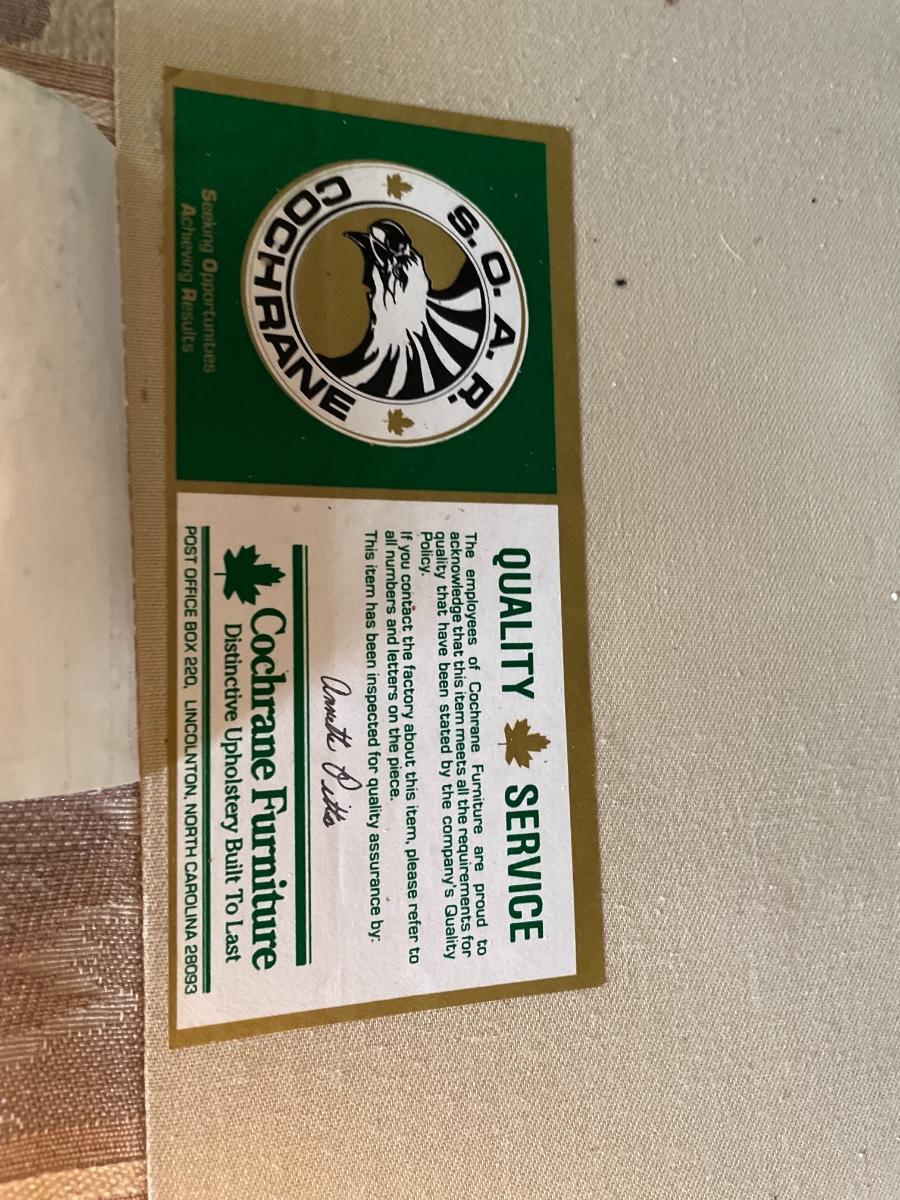 S.O.A.R.
COCHRANE
Seeking Opportunities
Achieving Results
QUALITY SERVICE
The employees of Cochrane Furniture are proud to
acknowledge that this item meets all the requirements for
quality that have been stated by the company's Quality
Policy.
If you contact the factory about this item, please refer to
all numbers and letters on the piece.
This item has been inspected for quality assurance by:
Annette Pitts
Cochrane Furniture
Distinctive Upholstery Built To Last
POST OFFICE BOX 220, LINCOLNTON, NORTH CAROLINA 28093